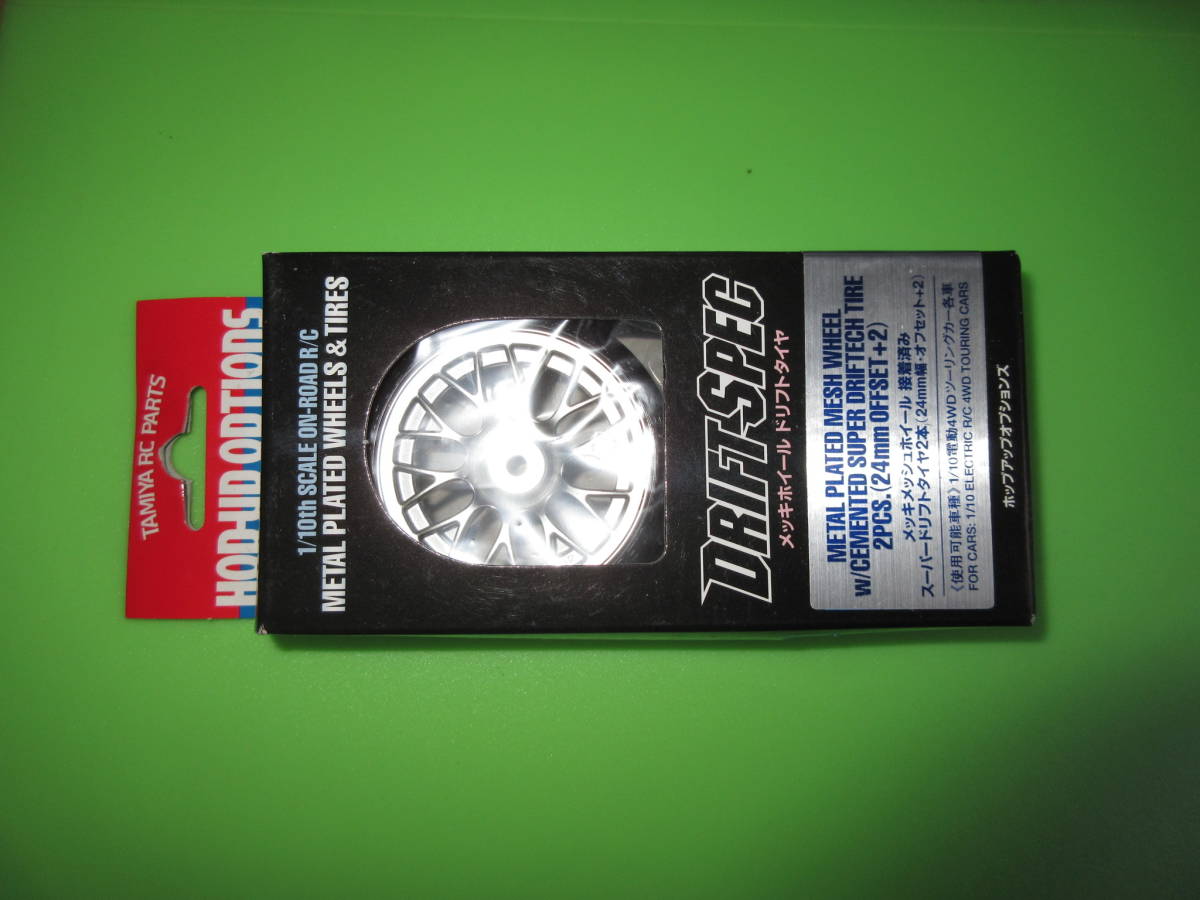 TAMIYA RC PARTS
HOP-UP OPTIONS
1/10th SCALE ON-ROAD R/C
METAL PLATED WHEELS & TIRES
DRIFT SPEC
メッキホイール ドリフトタイヤ
METAL PLATED MESH WHEEL
W/CEMENTED SUPER DRIFTECH TIRE
2PCS. (24mm OFFSET+2)
メッキメッシュホイール 接着済み
スーパードリフトタイヤ2本(24mm幅・オフセット+2)
《使用可能車種》1/10電動4WDツーリングカー各車
FOR CARS: 1/10 ELECTRIC R/C 4WD TOURING CARS
ホップアップオプションズ